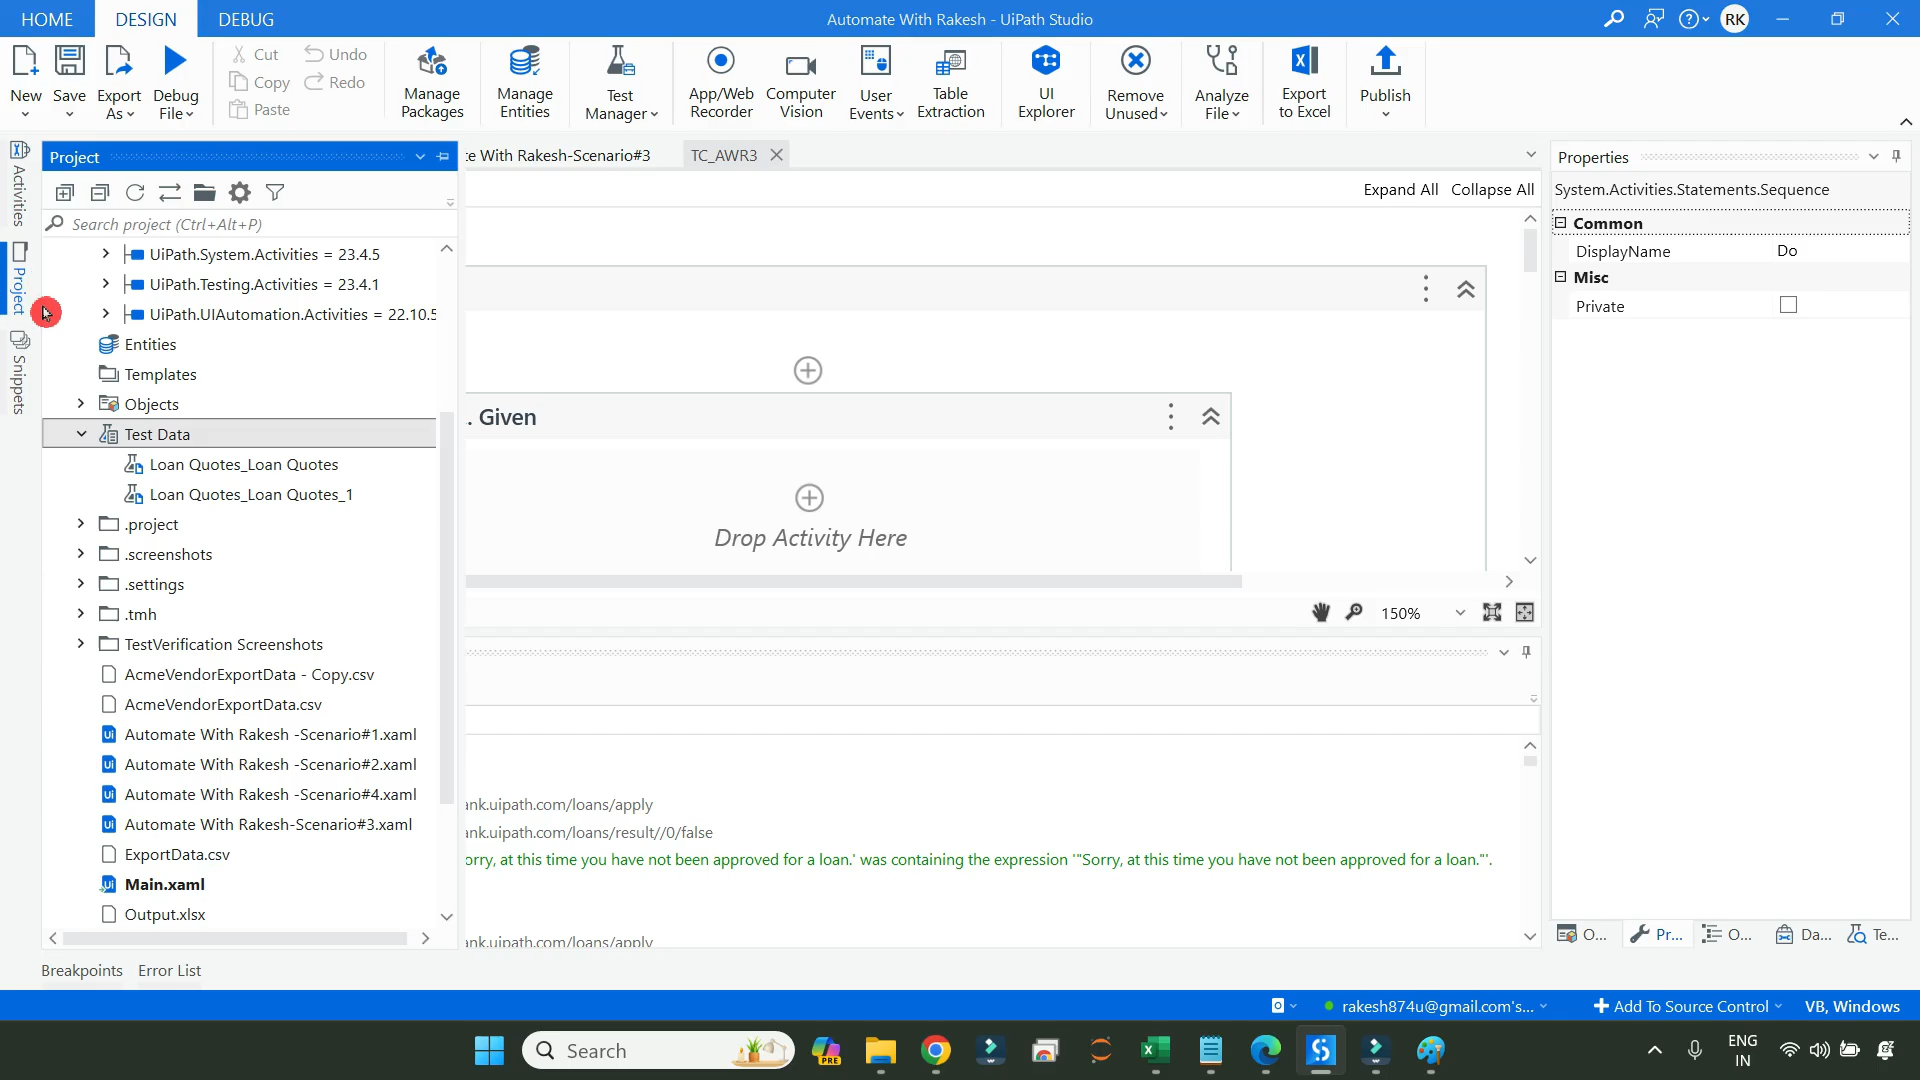 HOME DESIGN DEBUG Automate With Rakesh - UiPath Studio RK
New Save Export As Debug File Cut Copy Paste Undo Redo Manage Packages Manage Entities Test Manager App/Web Recorder Computer Vision User Events Table Extraction UI Explorer Remove Unused Analyze File Export to Excel Publish
Activities
Project
Snippets
Project
Search project (Ctrl+Alt+P)
UiPath.System.Activities = 23.4.5
UiPath.Testing.Activities = 23.4.1
UiPath.UIAutomation.Activities = 22.10.5
Entities
Templates
Objects
Test Data
Loan Quotes_Loan Quotes
Loan Quotes_Loan Quotes_1
.project
.screenshots
.settings
.tmh
TestVerification Screenshots
AcmeVendorExportData - Copy.csv
AcmeVendorExportData.csv
Automate With Rakesh -Scenario#1.xaml
Automate With Rakesh -Scenario#2.xaml
Automate With Rakesh -Scenario#4.xaml
Automate With Rakesh-Scenario#3.xaml
ExportData.csv
Main.xaml
Output.xlsx
te With Rakesh-Scenario#3 TC_AWR3
Expand All Collapse All
. Given
Drop Activity Here
150%
ank.uipath.com/loans/apply
ank.uipath.com/loans/result//0/false
orry, at this time you have not been approved for a loan.' was containing the expression '"Sorry, at this time you have not been approved for a loan."'.
ank.uipath.com/loans/apply
Properties
System.Activities.Statements.Sequence
Common
DisplayName Do
Misc
Private
O... Pr... O... Da... Te...
Breakpoints Error List
rakesh874u@gmail.com's... Add To Source Control VB, Windows
Search PRE ENG
IN